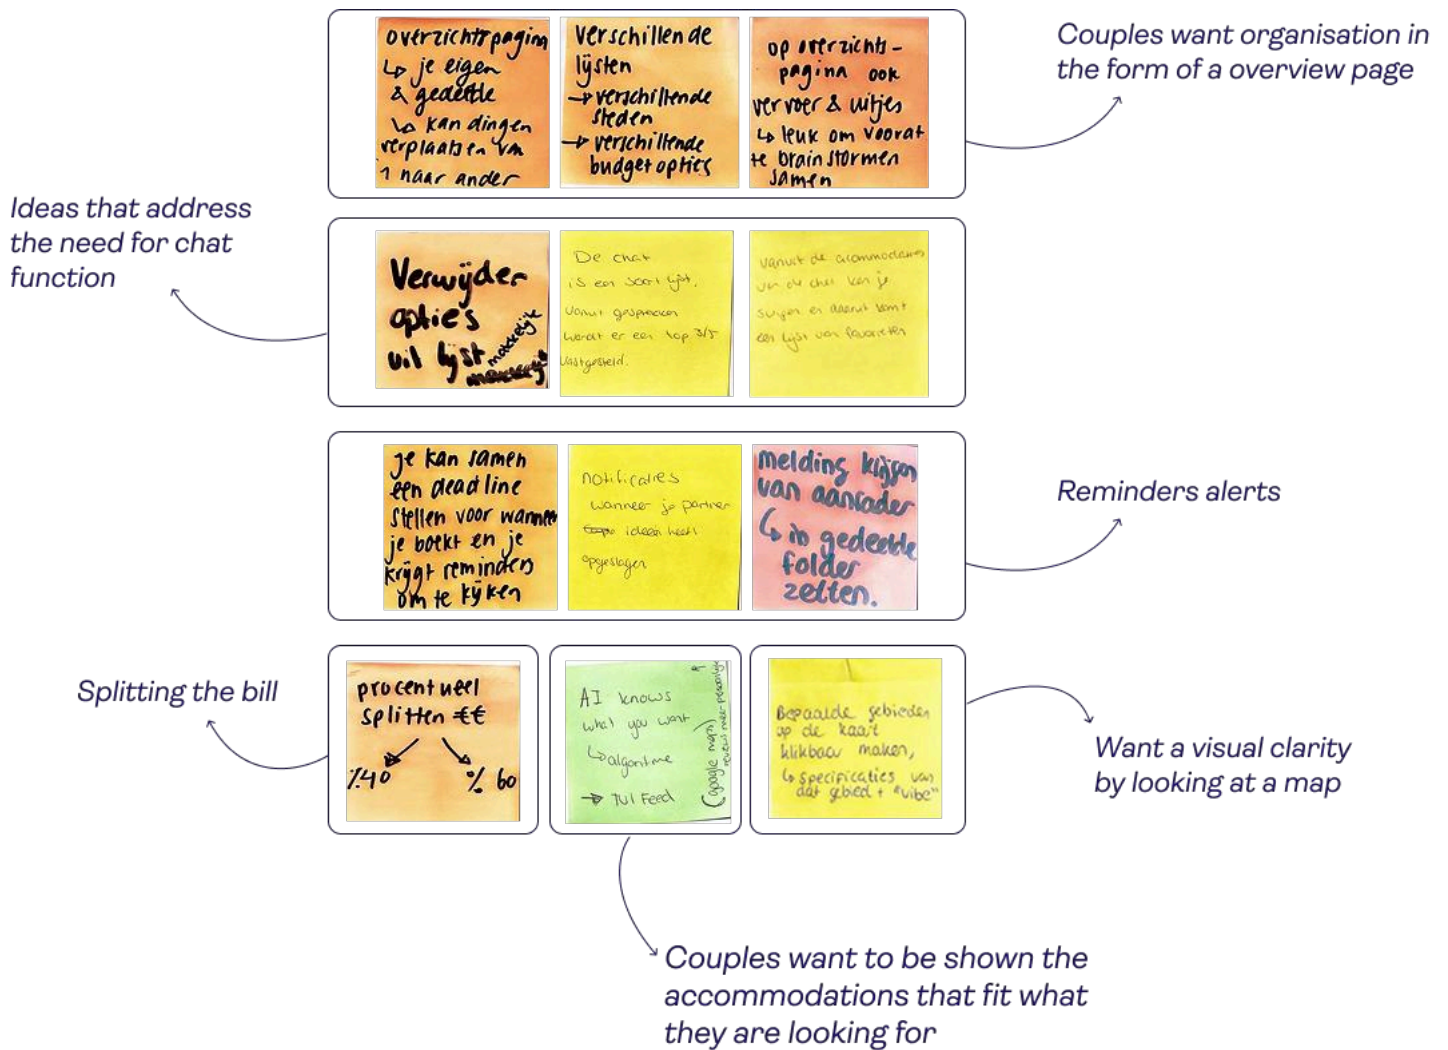 overzichtspagina
↳ je eigen
& gedeelde
↳ kan dingen
verplaatsen van
1 naar ander
verschillende
lijsten
→ verschillende
steden
→ verschillende
budget opties
op overzichts-
pagina ook
vervoer & uitjes
↳ leuk om vooraf
te brainstormen
samen
Couples want organisation in
the form of a overview page
Ideas that address
the need for chat
function
Verwijder
optie's
uit lijst
makkelijk
De chat
is een soort lijst.
vanuit gesprekken
wordt er een top 3/5
vastgesteld.
vanuit de accommodaties
van de chat kan je
swipen en daaruit komt
een lijst van favorieten
je kan samen
een deadline
stellen voor wanneer
je boekt en je
krijgt reminders
om te kijken
notificaties
wanneer je partner
ideeën heeft
opgeslagen
melding krijgen
van aanrader
↳ in gedeelde
folder
zetten.
Reminders alerts
Splitting the bill
procentueel
splitten €€
%40
% 60
AI knows
what you want
↳ algoritme
→ TUI Feed
(google maps)
reviews meer persoonlijk
Bepaalde gebieden
op de kaart
klikbaar maken,
↳ specificaties van
dat gebied + "vibe"
Want a visual clarity
by looking at a map
Couples want to be shown the
accommodations that fit what
they are looking for